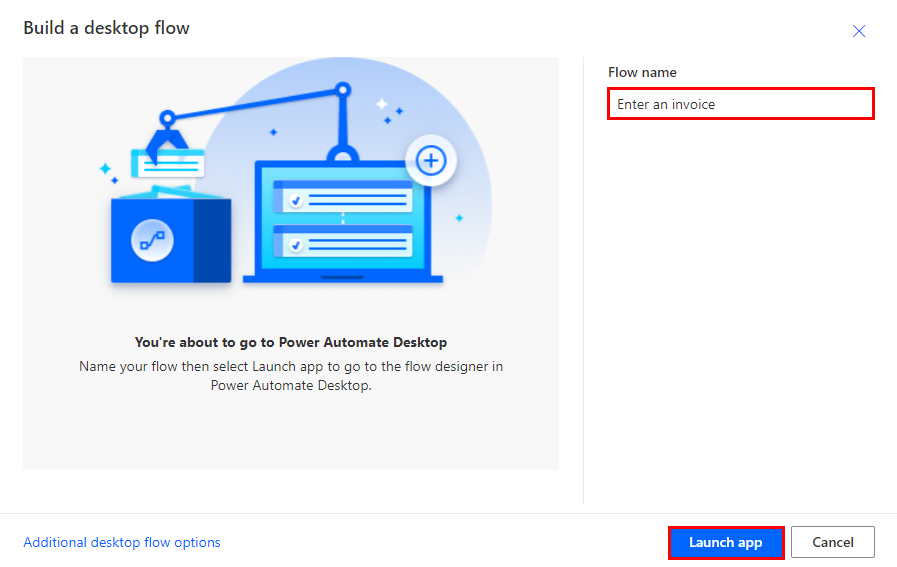 Build a desktop flow
Flow name
Enter an invoice
You're about to go to Power Automate Desktop
Name your flow then select Launch app to go to the flow designer in
Power Automate Desktop.
Additional desktop flow options
Launch app
Cancel